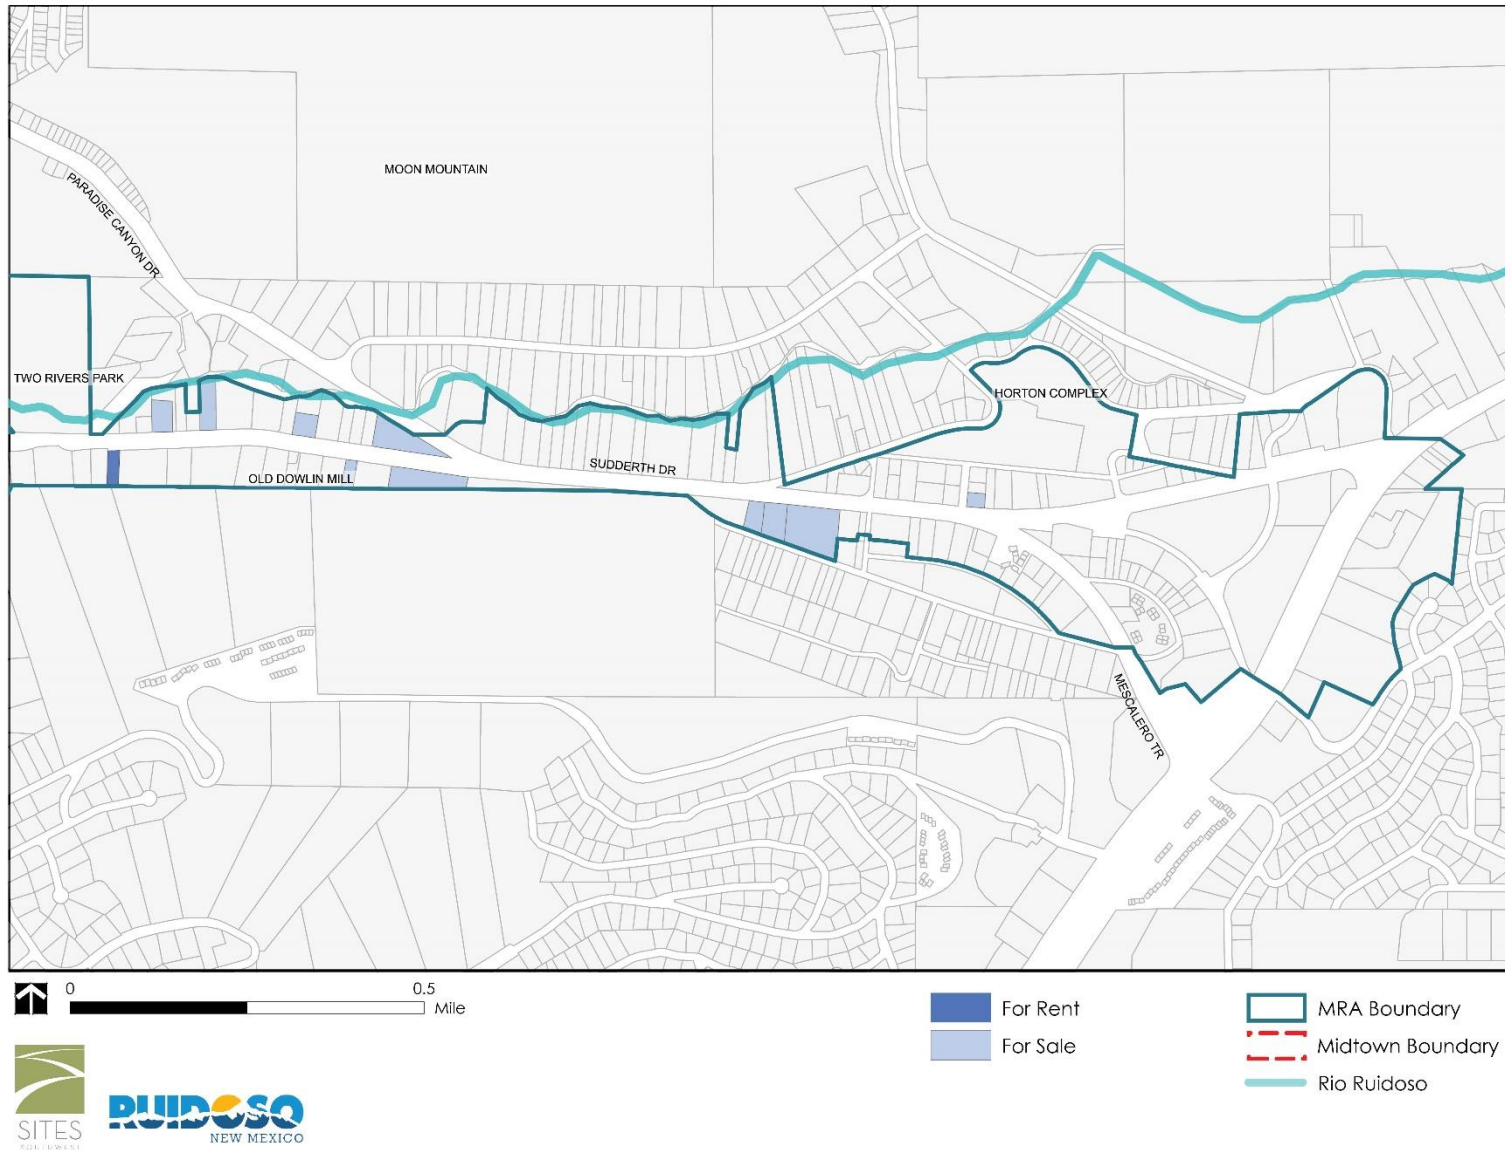 MOON MOUNTAIN
PARADISE CANYON DR
TWO RIVERS PARK
HORTON COMPLEX
SUDDERTH DR
OLD DOWLIN MILL
MESCALERO TR
0 0.5
Mile
For Rent
For Sale
MRA Boundary
Midtown Boundary
Rio Ruidoso
SITES
SOUTHWEST
RUIDOSO
NEW MEXICO